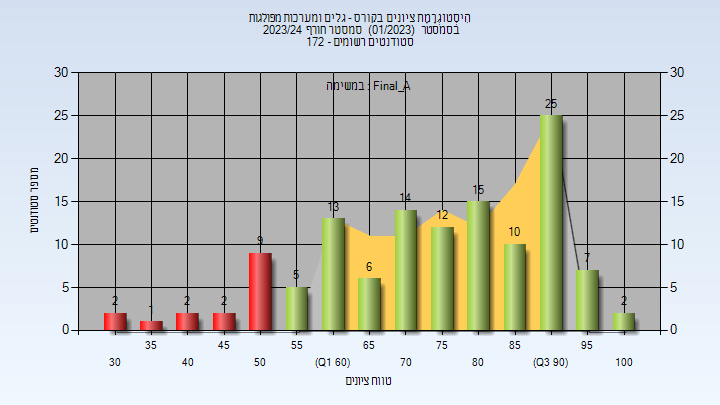 היסטוגרמת ציונים בקורס - גלים ומערכות מפולגות
בסמסטר (01/2023) סמסטר חורף 2023/24
סטודנטים רשומים - 172
במשימה : Final_A
מספר סטודנטים
30 30
25 25
20 20
15 15
10 10
5 5
0 0
2 1 2 2 9 5 13 6 14 12 15 10 25 7 2
35 45 55 65 75 85 95
30 40 50 (Q1 60) 70 80 (Q3 90) 100
טווח ציונים